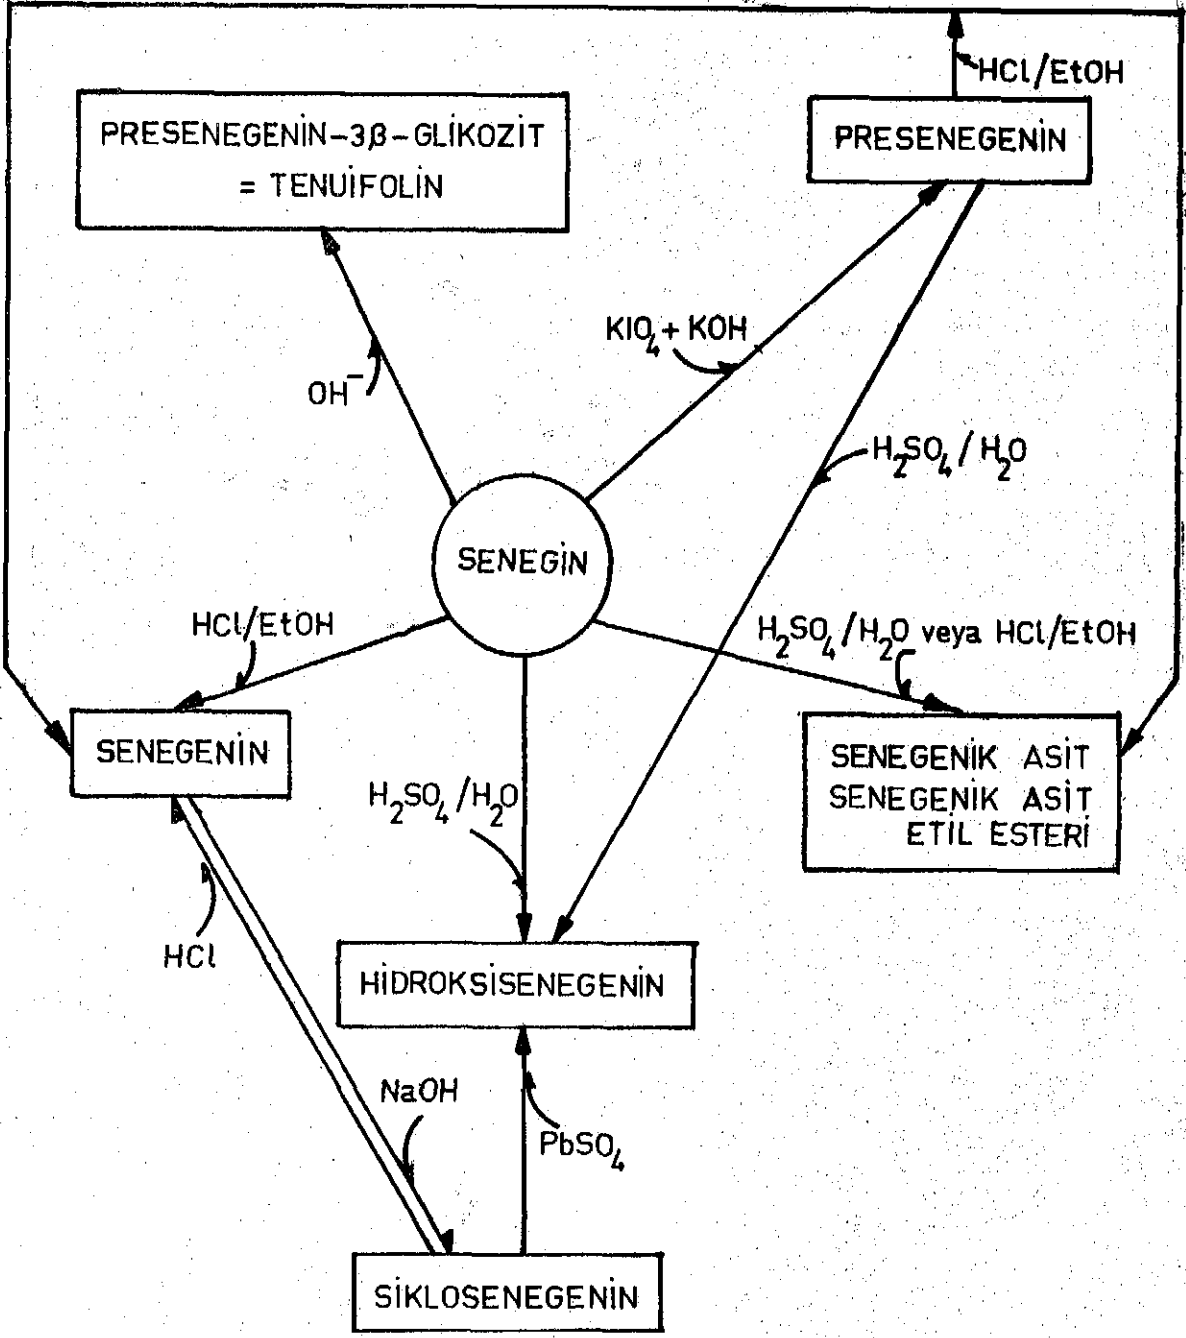 HCl/EtOH
PRESENEGENİN-3β-GLİKOZİT
= TENUİFOLİN
PRESENEGENİN
KIO₄ + KOH
OH⁻
H₂SO₄ / H₂O
SENEGİN
HCl/EtOH
H₂SO₄/H₂O veya HCl/EtOH
SENEGENİN
SENEGENİK ASİT
SENEGENİK ASİT
ETİL ESTERİ
H₂SO₄/H₂O
HCl
HİDROKSİSENEGENİN
NaOH
PbSO₄
SİKLOSENEGENİN